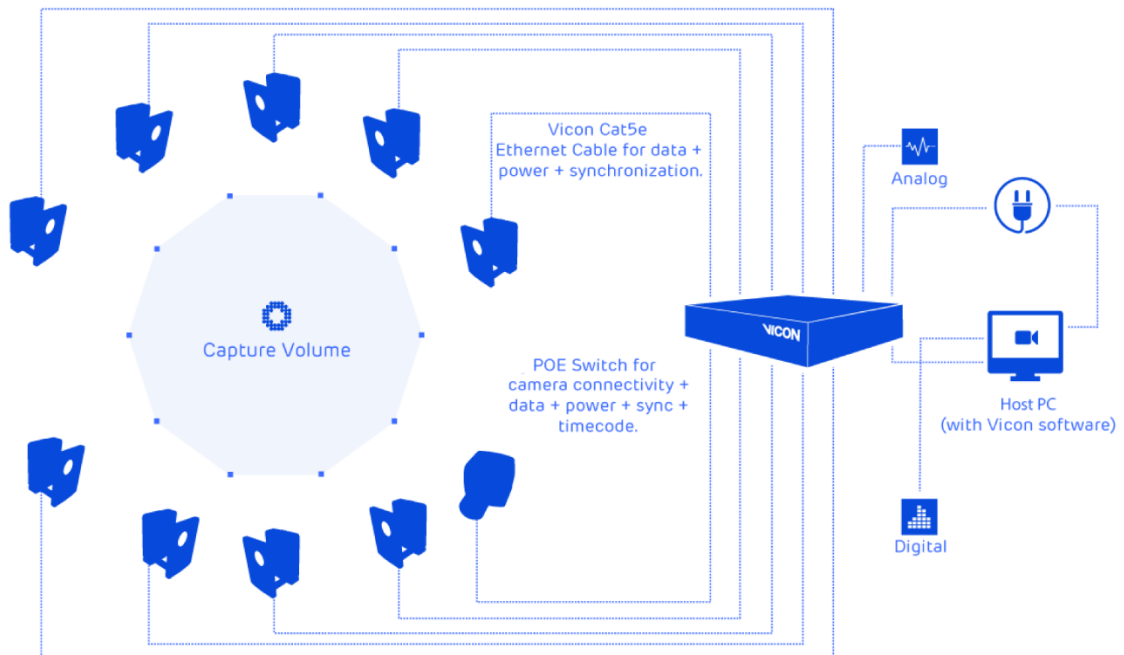 Vicon Cat5e
Ethernet Cable for data +
power + synchronization.
Analog
VICON
Capture Volume
POE Switch for
camera connectivity +
data + power + sync +
timecode.
Host PC
(with Vicon software)
Digital